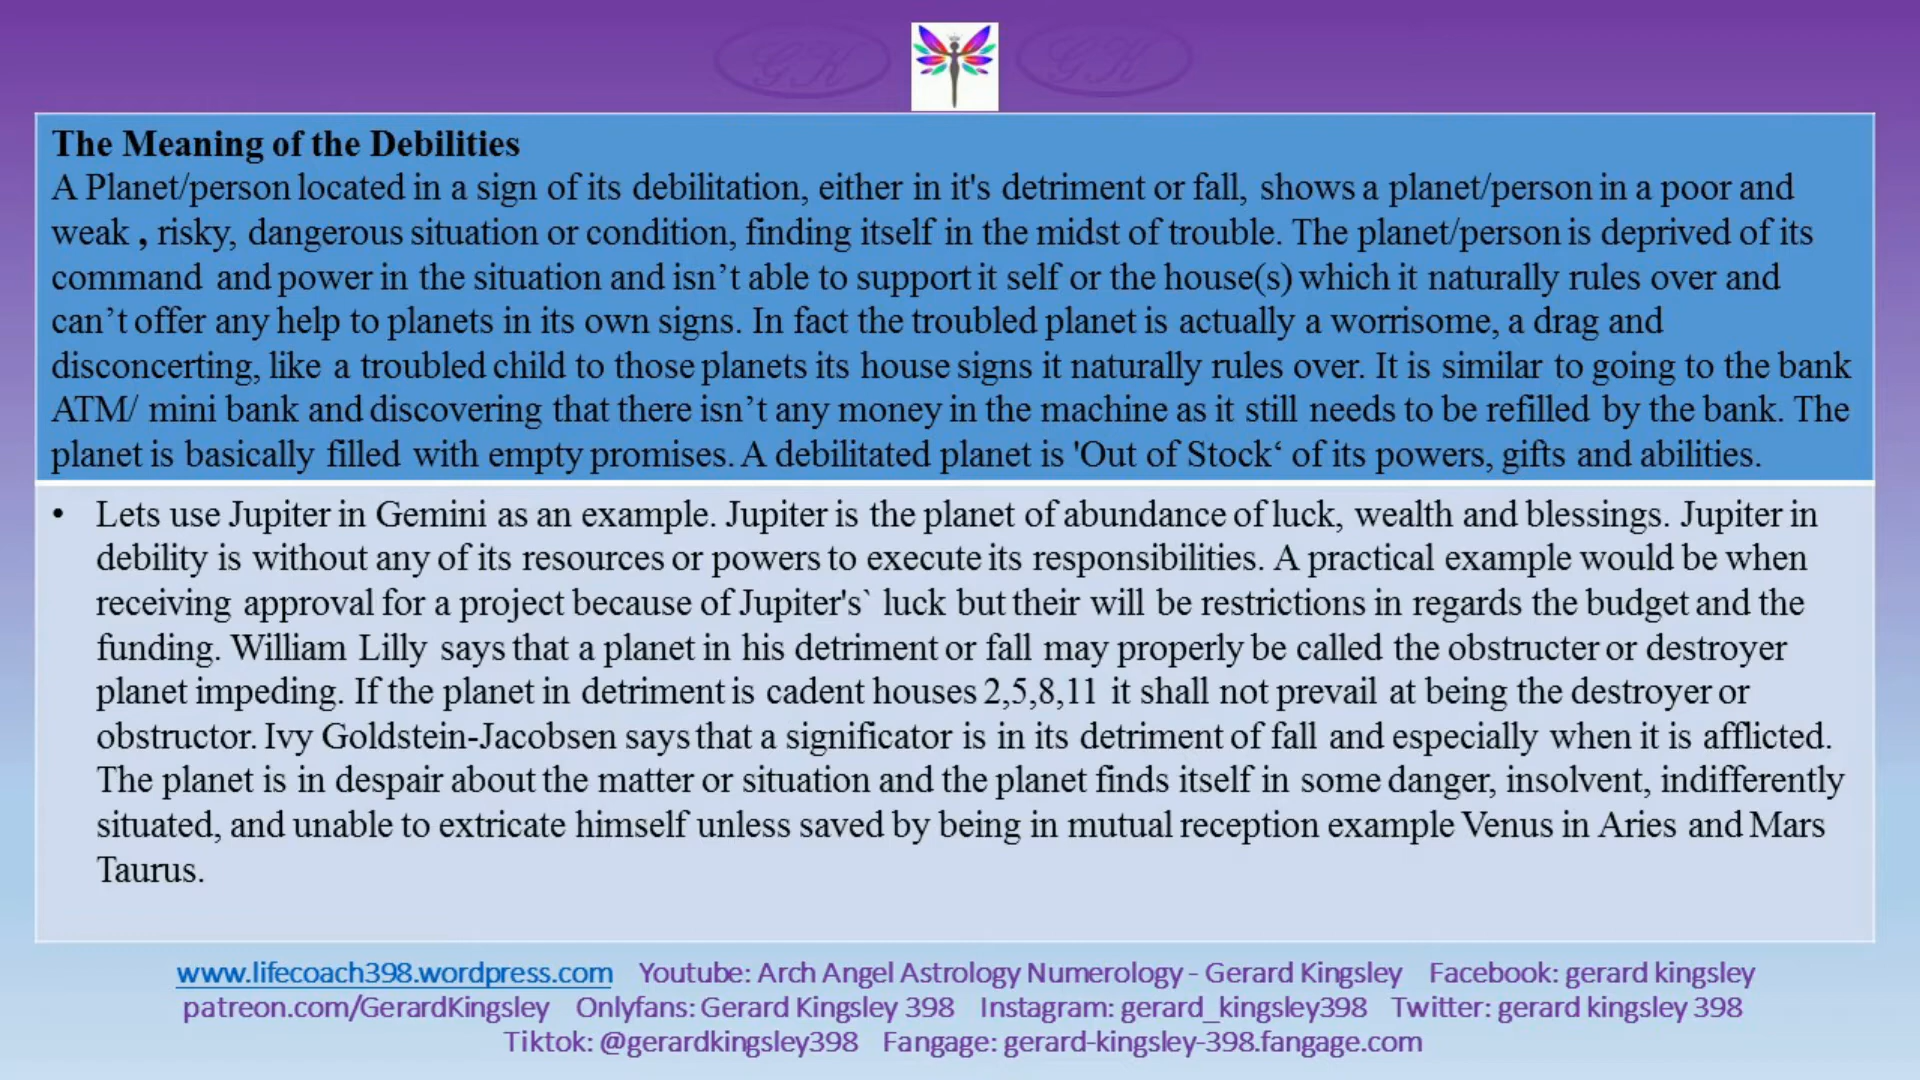 GK GK
The Meaning of the Debilities
A Planet/person located in a sign of its debilitation, either in it's detriment or fall, shows a planet/person in a poor and
weak , risky, dangerous situation or condition, finding itself in the midst of trouble. The planet/person is deprived of its
command and power in the situation and isn’t able to support it self or the house(s) which it naturally rules over and
can’t offer any help to planets in its own signs. In fact the troubled planet is actually a worrisome, a drag and
disconcerting, like a troubled child to those planets its house signs it naturally rules over. It is similar to going to the bank
ATM/ mini bank and discovering that there isn’t any money in the machine as it still needs to be refilled by the bank. The
planet is basically filled with empty promises. A debilitated planet is 'Out of Stock‘ of its powers, gifts and abilities.
• Lets use Jupiter in Gemini as an example. Jupiter is the planet of abundance of luck, wealth and blessings. Jupiter in
debility is without any of its resources or powers to execute its responsibilities. A practical example would be when
receiving approval for a project because of Jupiter's` luck but their will be restrictions in regards the budget and the
funding. William Lilly says that a planet in his detriment or fall may properly be called the obstructer or destroyer
planet impeding. If the planet in detriment is cadent houses 2,5,8,11 it shall not prevail at being the destroyer or
obstructor. Ivy Goldstein-Jacobsen says that a significator is in its detriment of fall and especially when it is afflicted.
The planet is in despair about the matter or situation and the planet finds itself in some danger, insolvent, indifferently
situated, and unable to extricate himself unless saved by being in mutual reception example Venus in Aries and Mars
Taurus.
www.lifecoach398.wordpress.com Youtube: Arch Angel Astrology Numerology - Gerard Kingsley Facebook: gerard kingsley
patreon.com/GerardKingsley Onlyfans: Gerard Kingsley 398 Instagram: gerard_kingsley398 Twitter: gerard kingsley 398
Tiktok: @gerardkingsley398 Fangage: gerard-kingsley-398.fangage.com